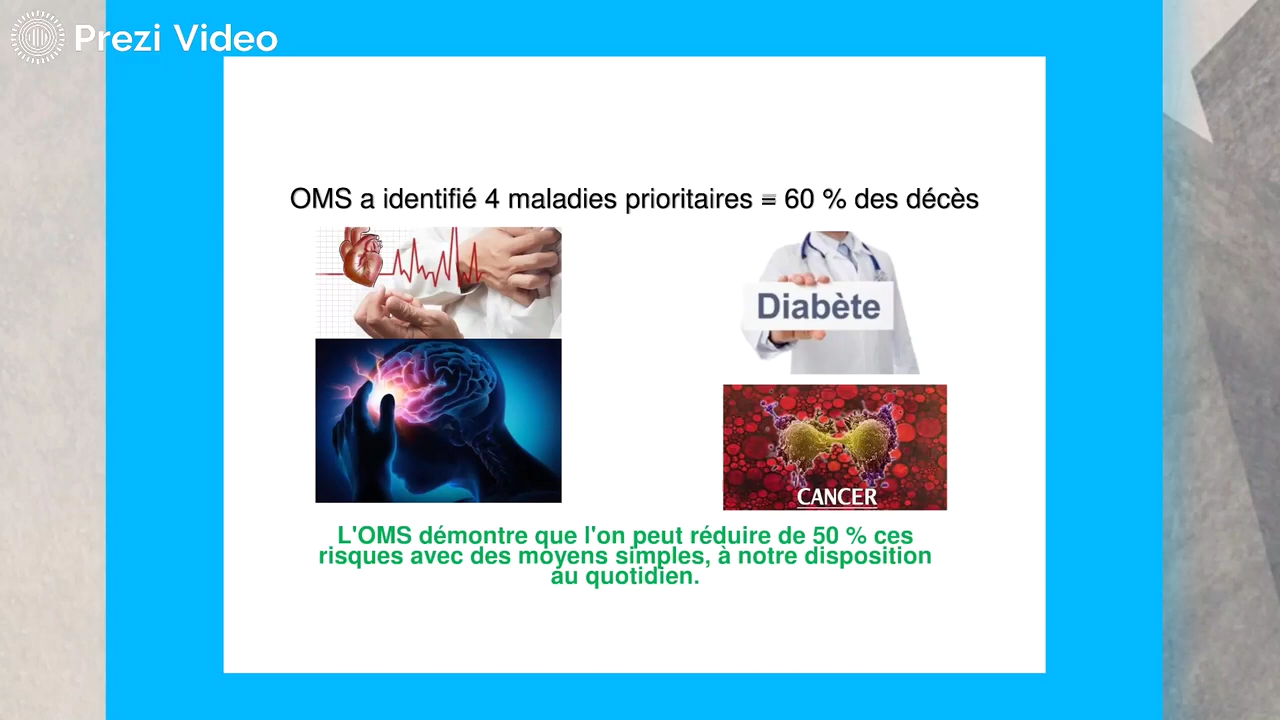 Prezi Video
OMS a identifié 4 maladies prioritaires = 60 % des décès
Diabète
CANCER
L'OMS démontre que l'on peut réduire de 50 % ces
risques avec des moyens simples, à notre disposition
au quotidien.